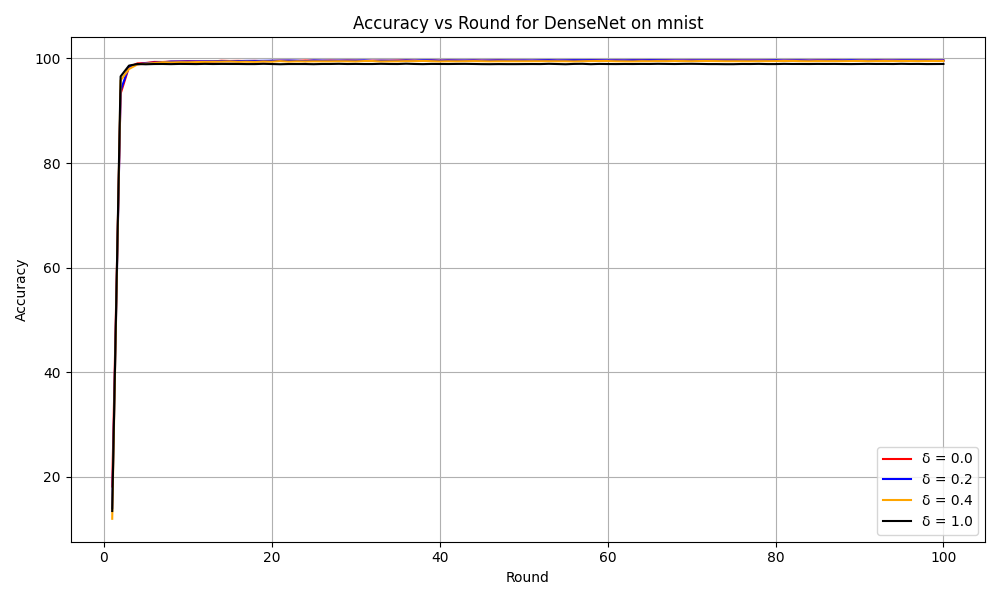 Accuracy vs Round for DenseNet on mnist
Accuracy
100
80
60
40
20
0
20
40
60
80
100
Round
δ = 0.0
δ = 0.2
δ = 0.4
δ = 1.0